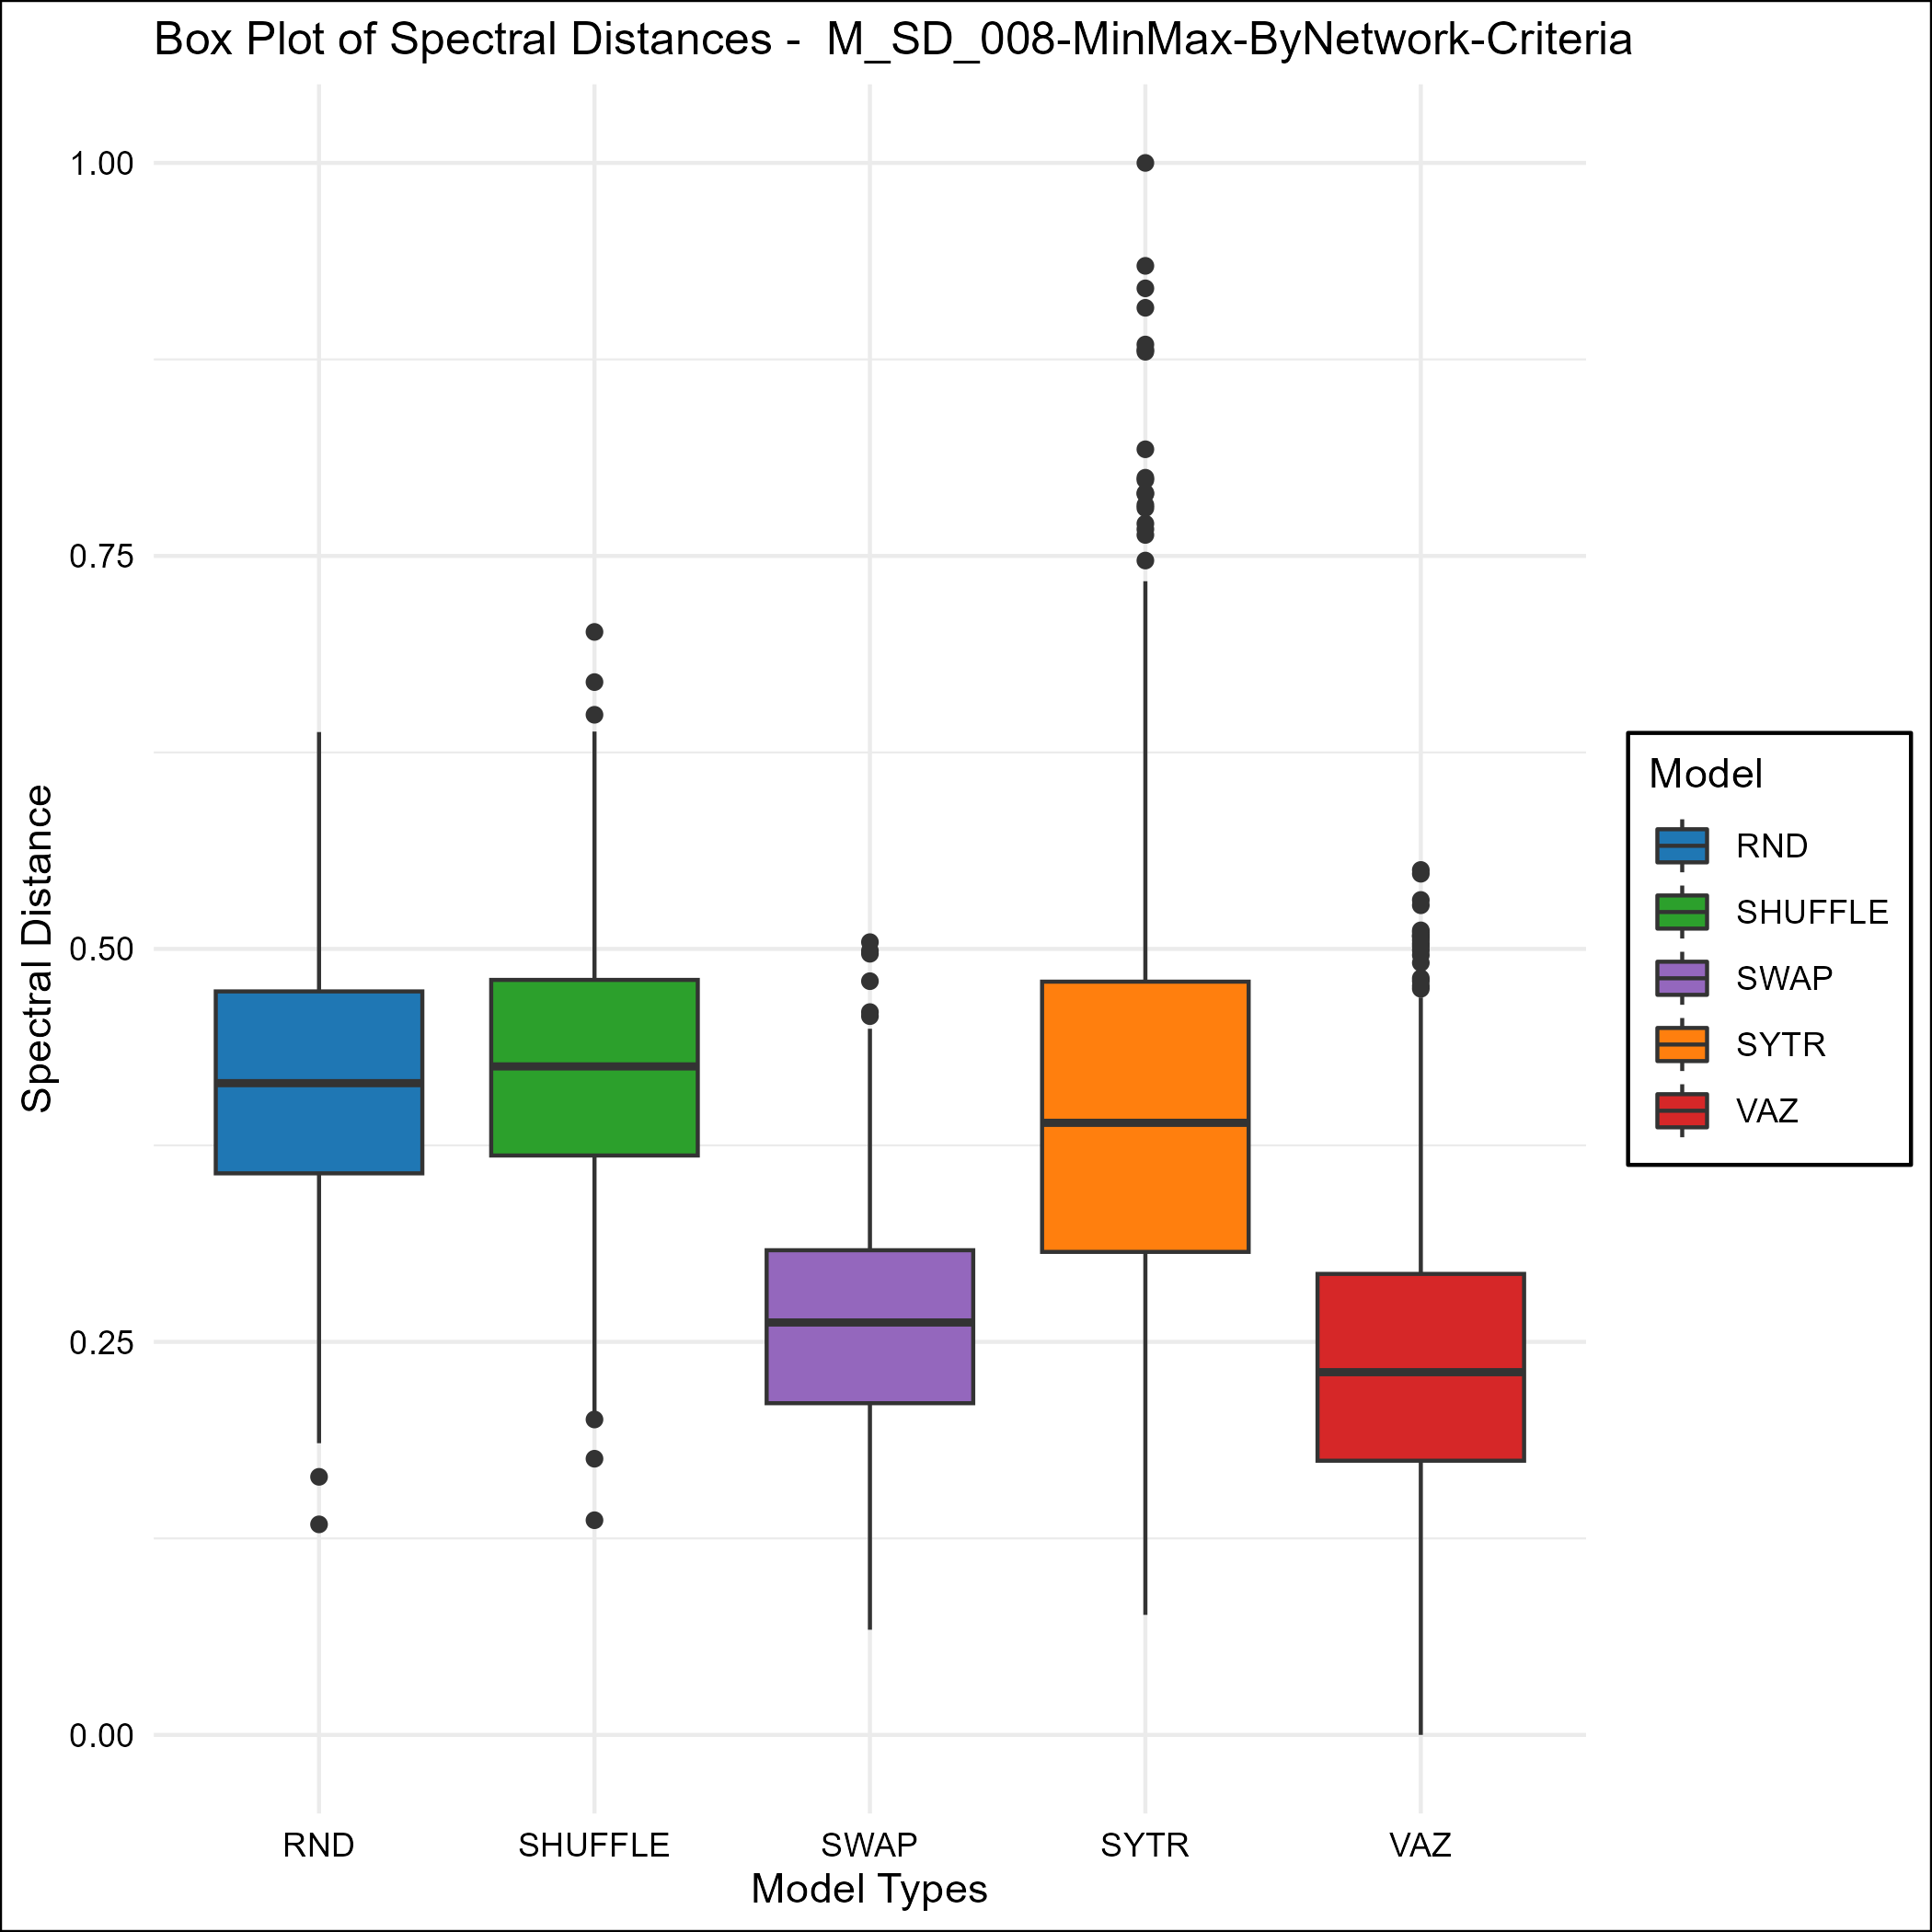 Box Plot of Spectral Distances -  M_SD_008-MinMax-ByNetwork-Criteria
1.00
0.75
0.50
0.25
0.00
Spectral Distance
RND
SHUFFLE
SWAP
SYTR
VAZ
Model Types
Model
RND
SHUFFLE
SWAP
SYTR
VAZ